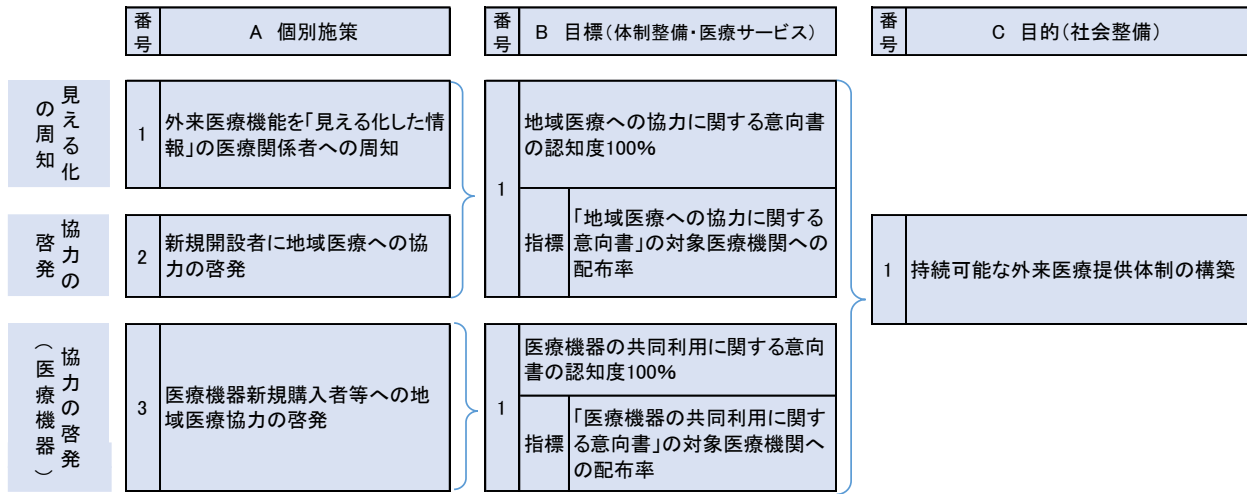 番号
A 個別施策
番号
B 目標(体制整備・医療サービス)
番号
C 目的(社会整備)
見える化
の周知
1
外来医療機能を「見える化した情
報」の医療関係者への周知
協力の
啓発
2
新規開設者に地域医療への協
力の啓発
1
地域医療への協力に関する意向書
の認知度100%
指標
「地域医療への協力に関する
意向書」の対象医療機関への
配布率
協力の啓発
(医療機器)
3
医療機器新規購入者等への地
域医療協力の啓発
1
医療機器の共同利用に関する意向
書の認知度100%
指標
「医療機器の共同利用に関す
る意向書」の対象医療機関へ
の配布率
1
持続可能な外来医療提供体制の構築